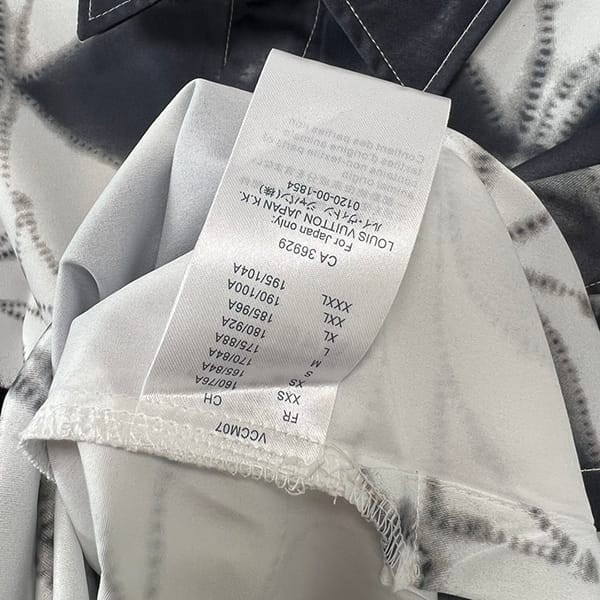 VCCM07
FR CH
XXS 160/76A
XS 165/84A
S 170/84A
M 175/88A
L 180/92A
XL 185/96A
XXL 190/100A
XXXL 195/104A
CA 36929
For Japan only:
LOUIS VUITTON JAPAN K.K.
ルイ ヴィトン ジャパン(株)
0120-00-1854
Contient des parties non